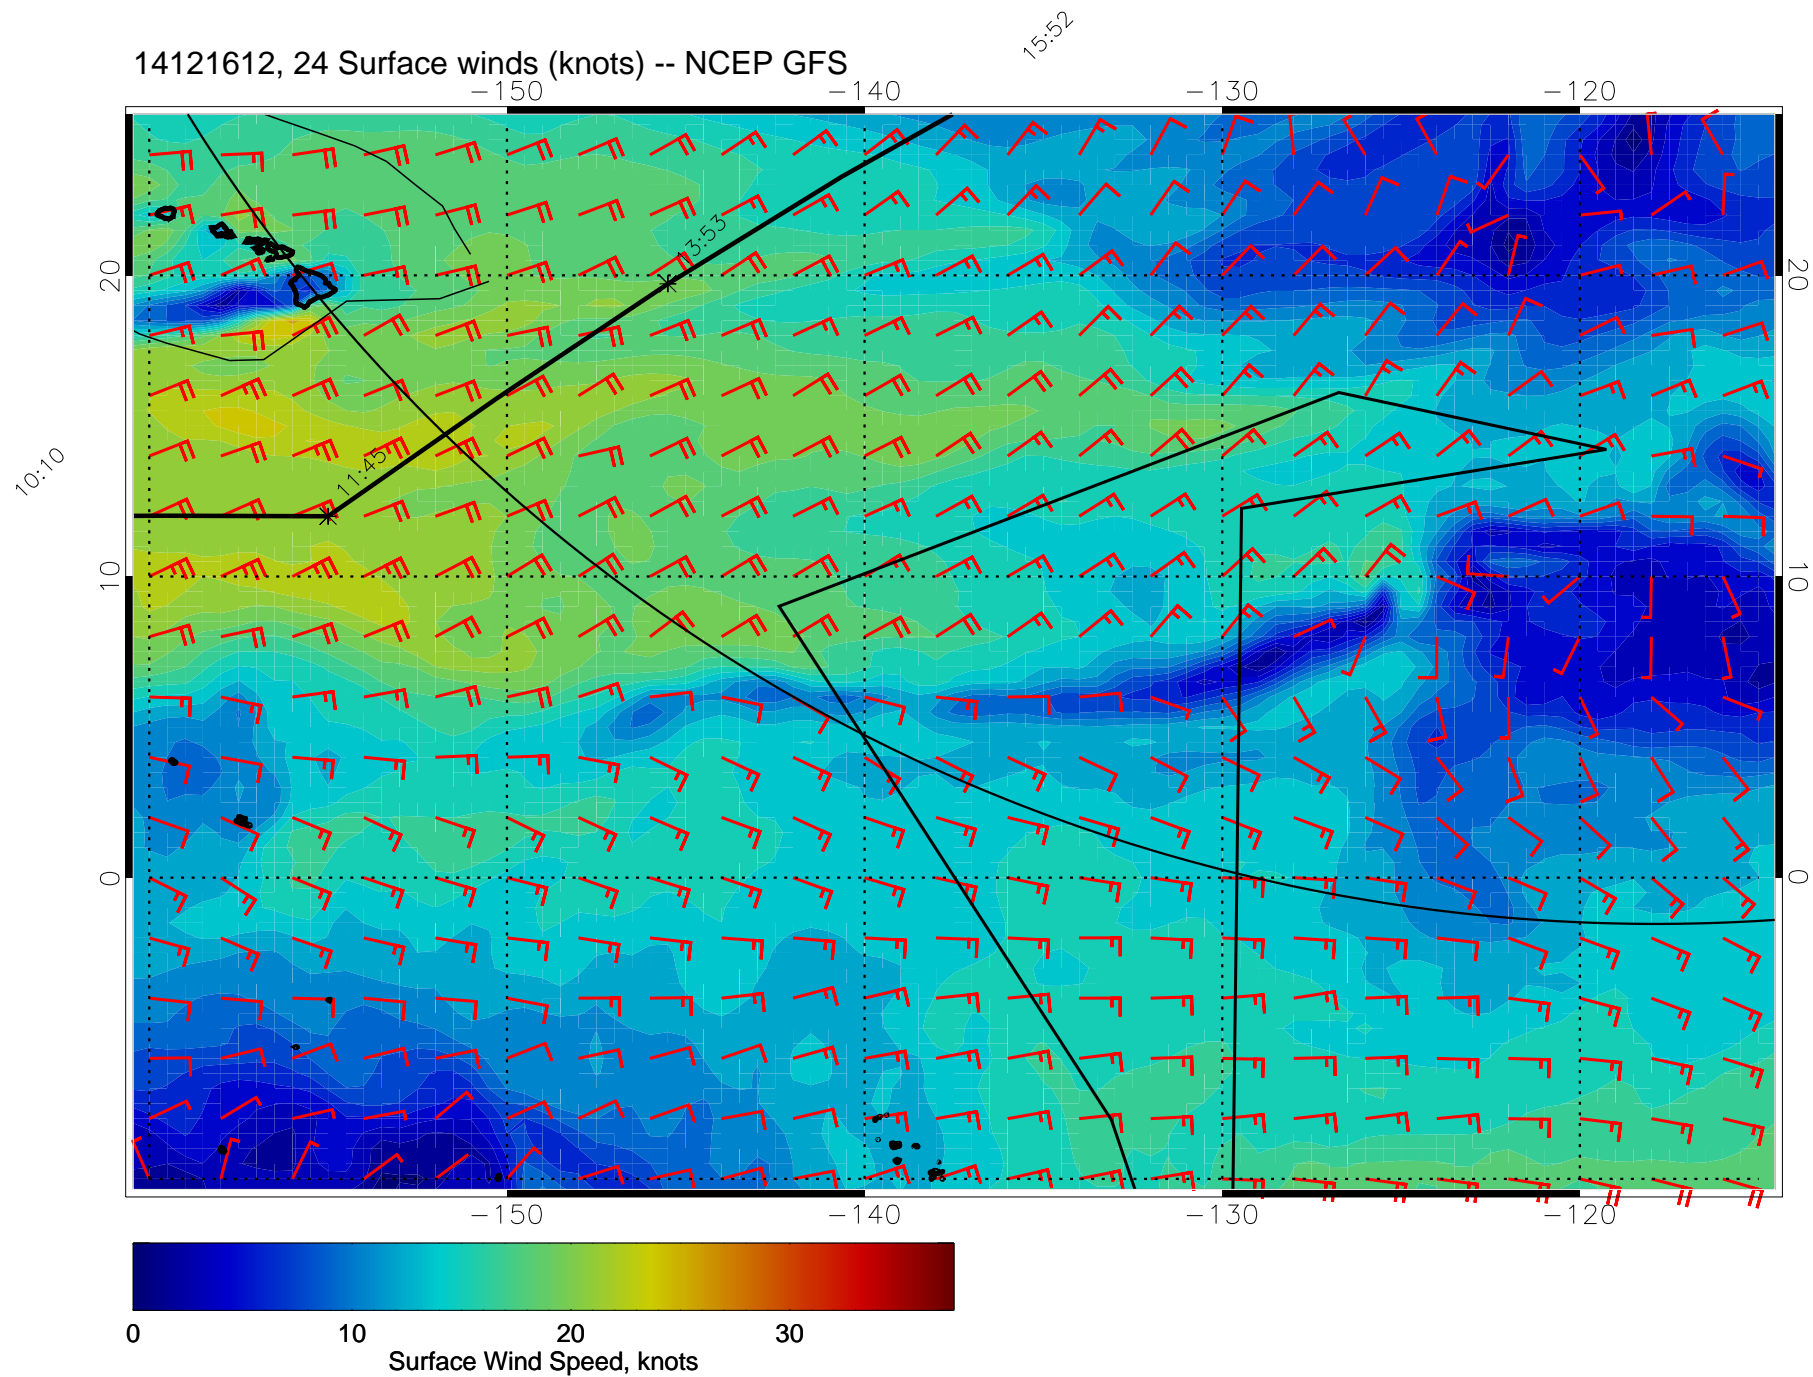 15:52
14121612, 24 Surface winds (knots) -- NCEP GFS
-150 -140 -130 -120
13:53
20 20
10:10
11:45
10 10
0 0
-150 -140 -130 -120
0 10 20 30
Surface Wind Speed, knots